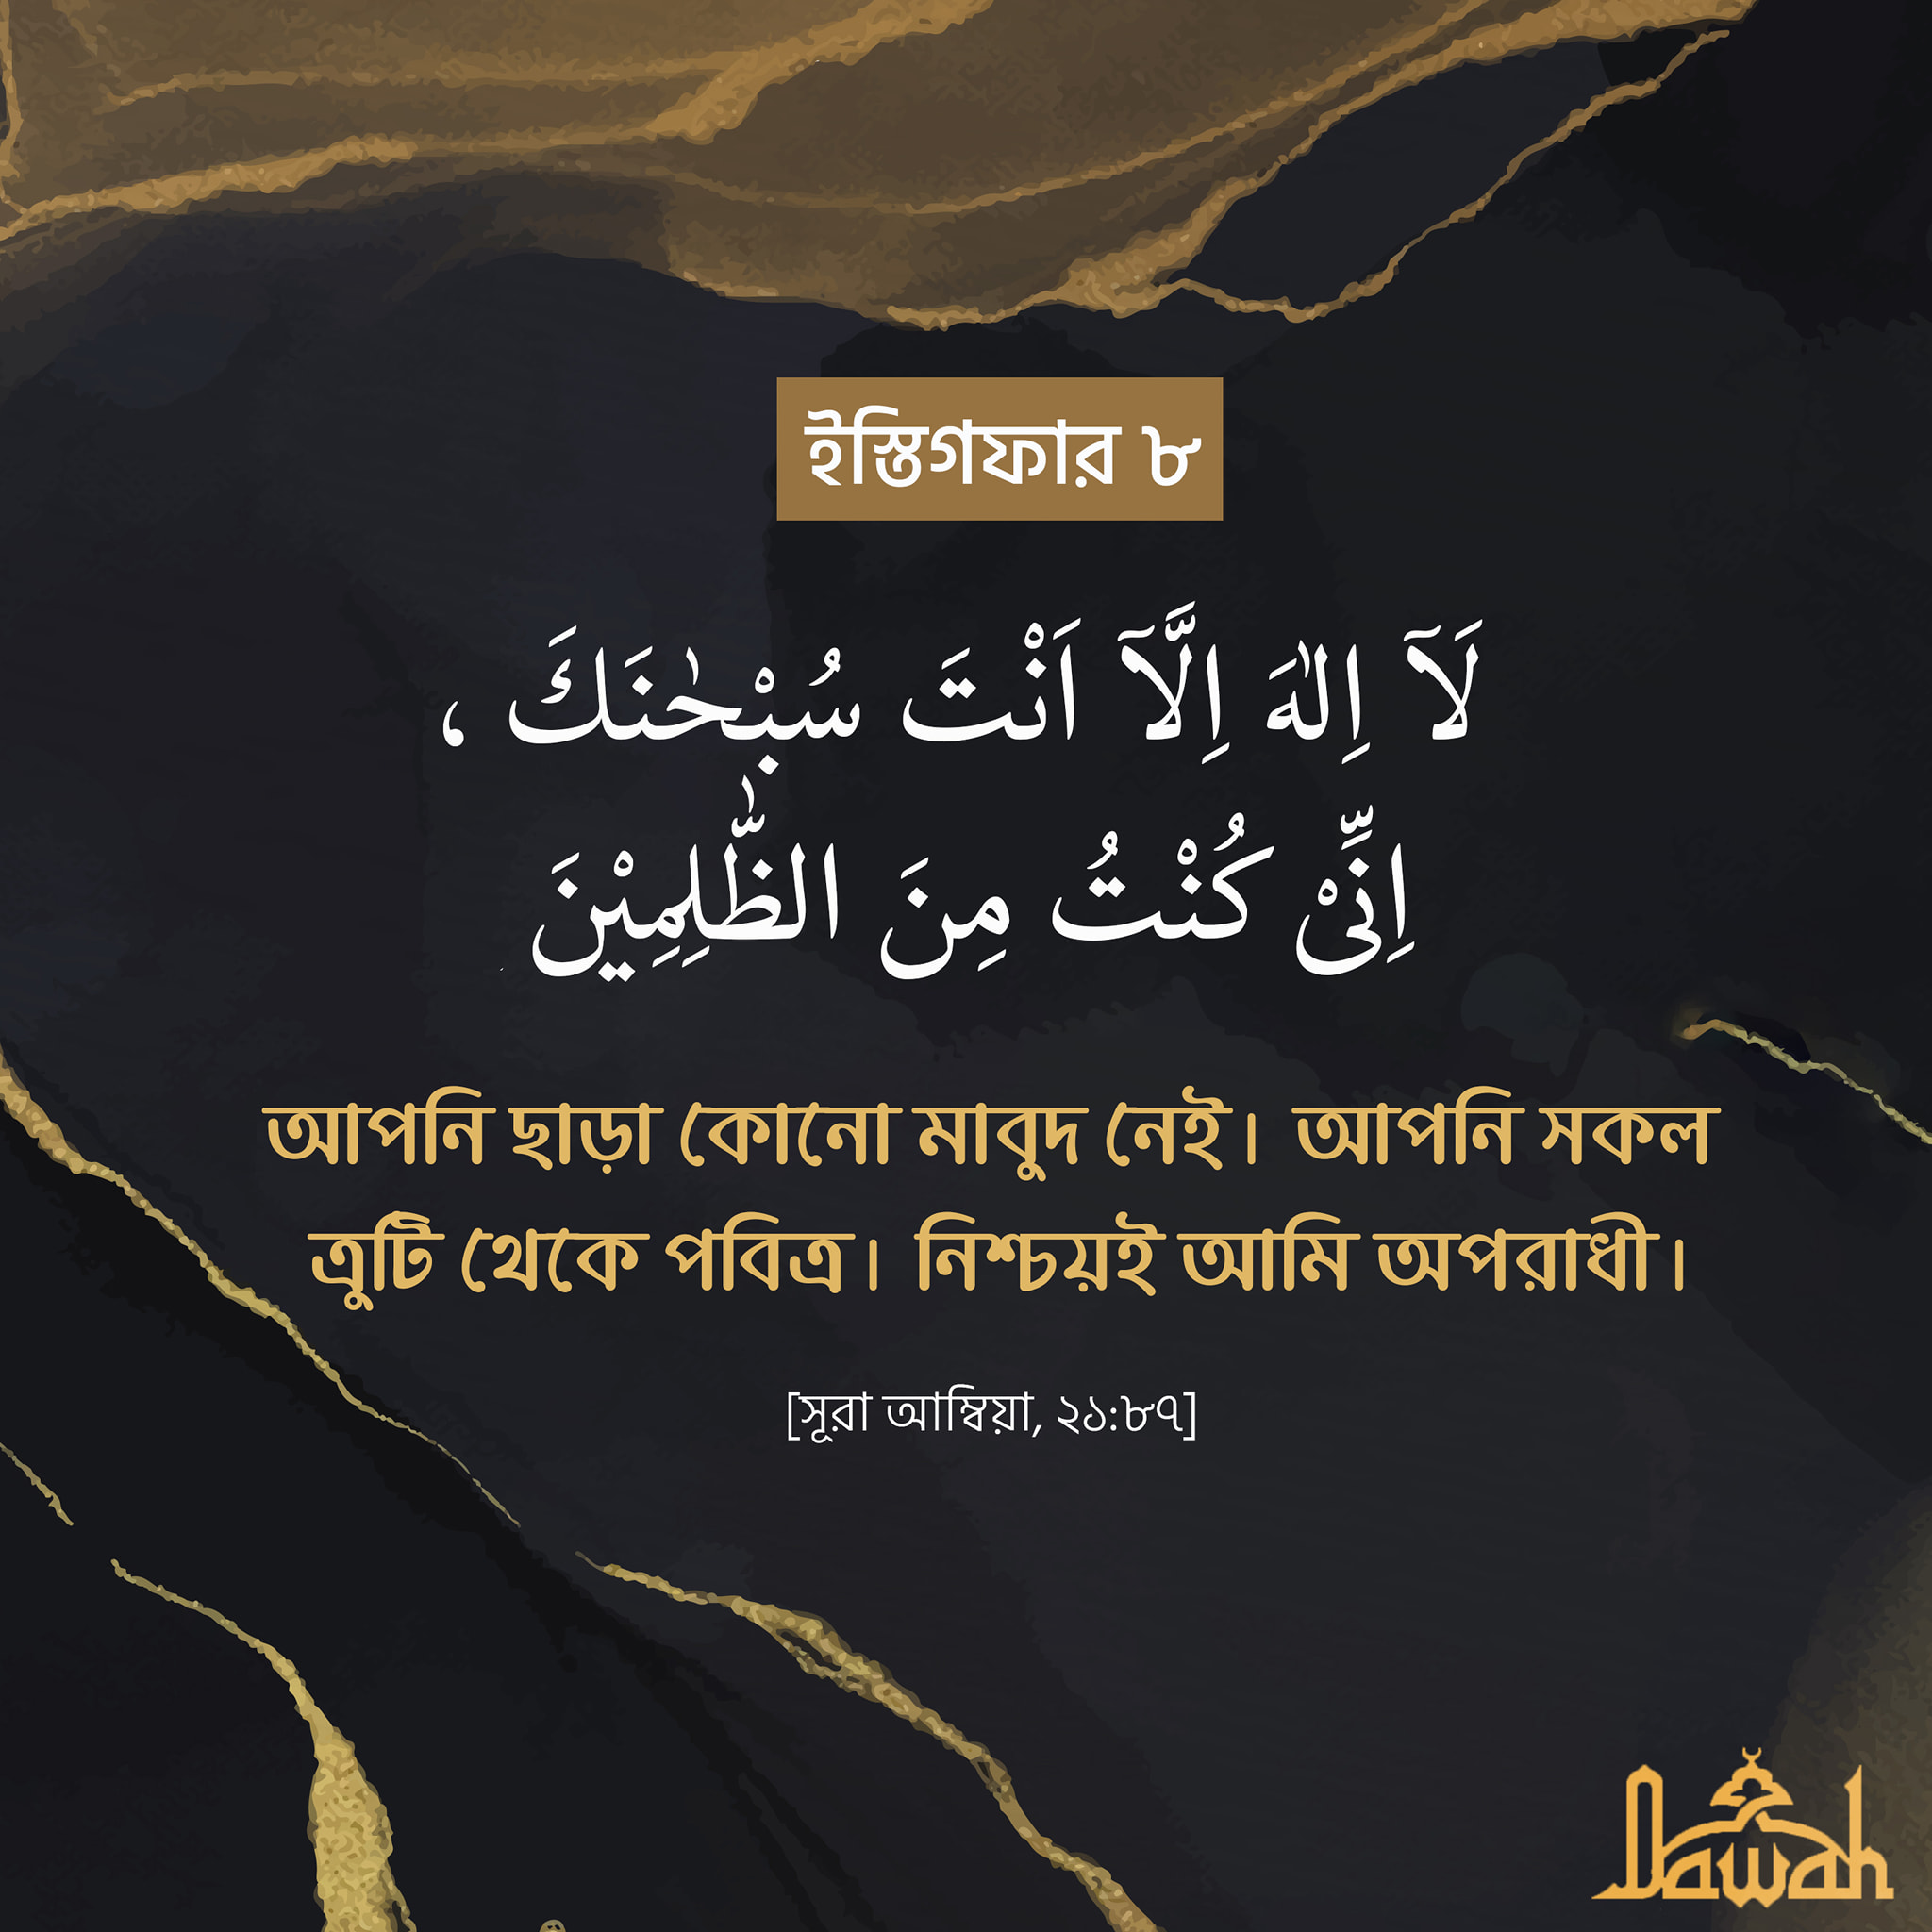 ইস্তিগফার ৮
لَآ اِلٰهَ اِلَّآ اَنْتَ سُبْحٰنَكَ ،
اِنِّىْ كُنْتُ مِنَ الظّٰلِمِيْنَ
আপনি ছাড়া কোনো মাবুদ নেই। আপনি সকল
ত্রুটি থেকে পবিত্র। নিশ্চয়ই আমি অপরাধী।
[সূরা আম্বিয়া, ২১:৮৭]
Dawah